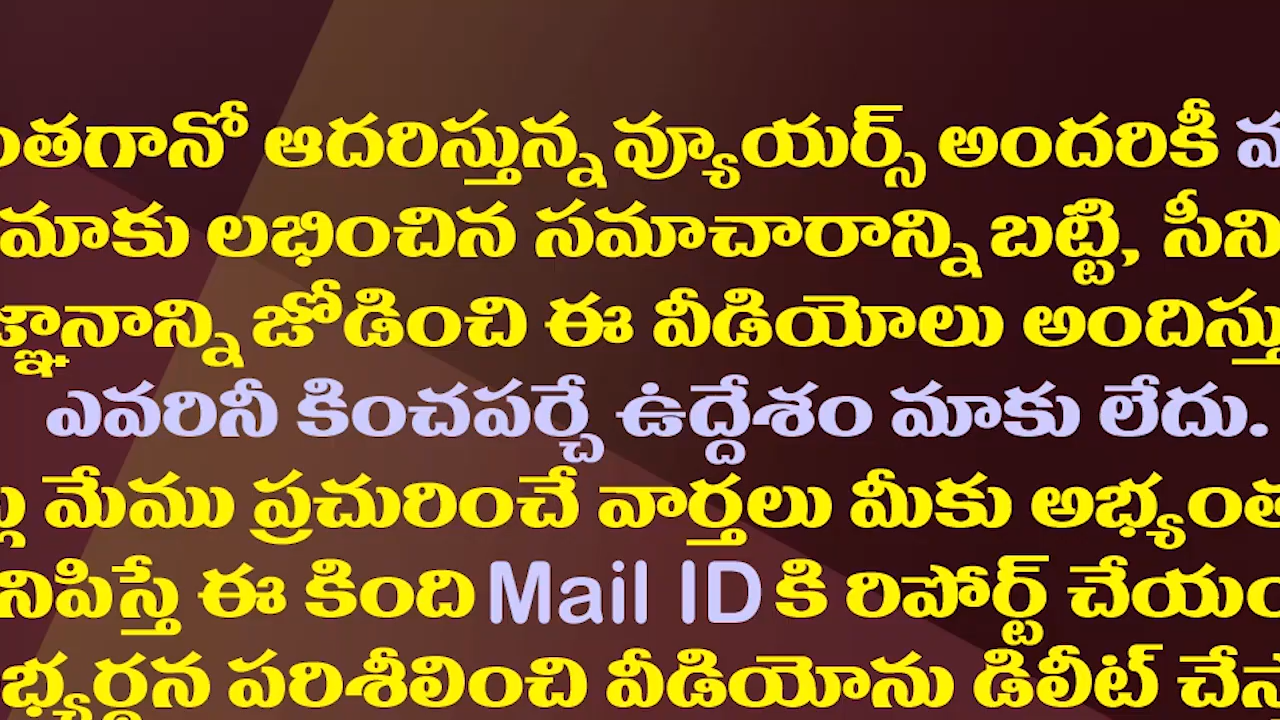 ంతగానో ఆదరిస్తున్న వ్యూయర్స్ అందరికీ
మాకు లభించిన సమాచారాన్ని బట్టి, సీని
జ్ఞానాన్ని జోడించి ఈ వీడియోలు అందిస్తు
ఎవరినీ కించపర్చే ఉద్దేశం మాకు లేదు.
మేము ప్రచురించే వార్తలు మీకు అభ్యంత
నిపిస్తే ఈ కింది Mail ID కి రిపోర్ట్ చేయం
భ్యర్థన పరిశీలించి వీడియోను డిలీట్ చేస